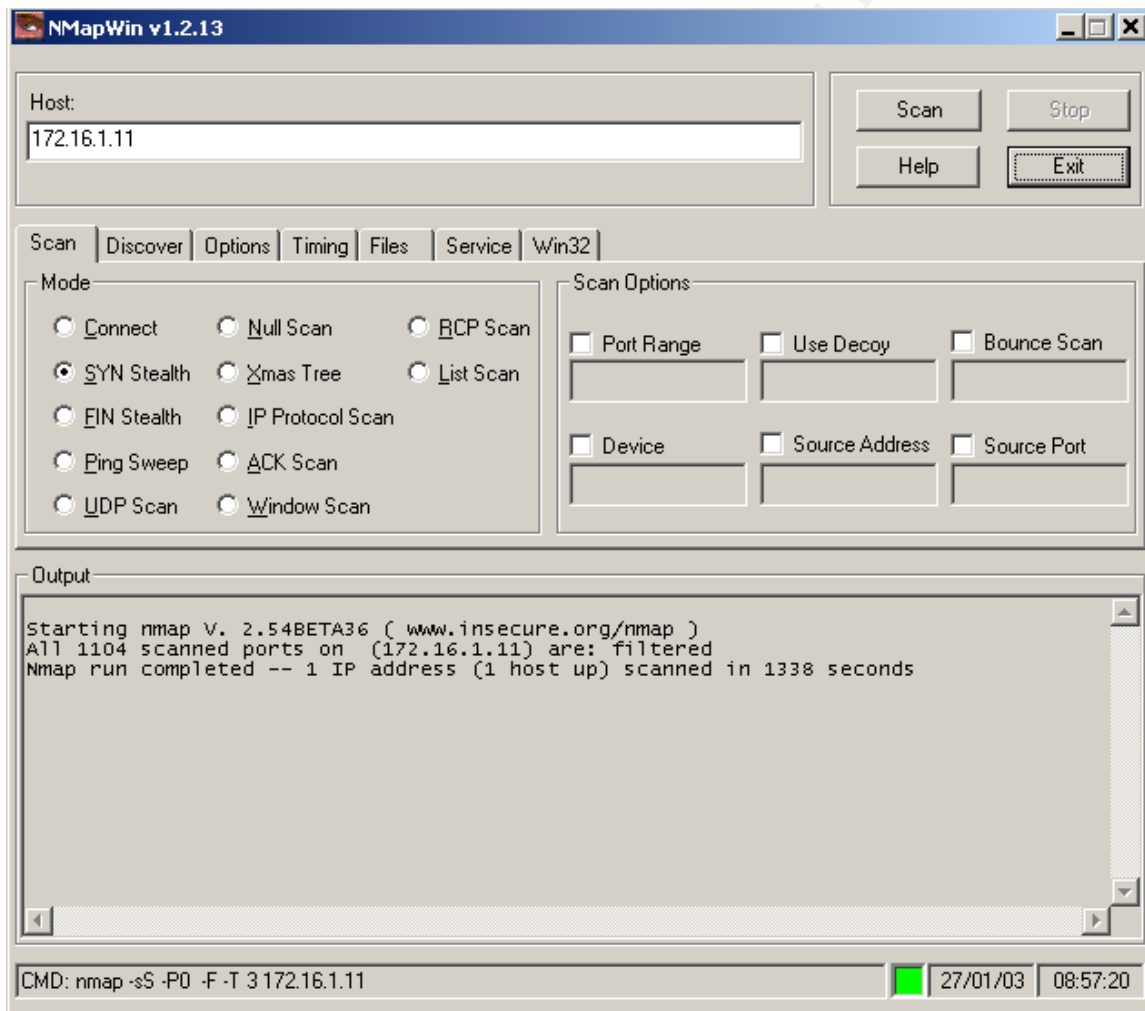 NMapWin v1.2.13
Host:
172.16.1.11
Scan
Stop
Help
Exit
Scan Discover Options Timing Files Service Win32
Mode
Connect Null Scan RCP Scan
SYN Stealth Xmas Tree List Scan
FIN Stealth IP Protocol Scan
Ping Sweep ACK Scan
UDP Scan Window Scan
Scan Options
Port Range Use Decoy Bounce Scan
Device Source Address Source Port
Output
Starting nmap V. 2.54BETA36 ( www.insecure.org/nmap )
All 1104 scanned ports on  (172.16.1.11) are: filtered
Nmap run completed -- 1 IP address (1 host up) scanned in 1338 seconds
CMD: nmap -sS -P0 -F -T 3 172.16.1.11
27/01/03
08:57:20